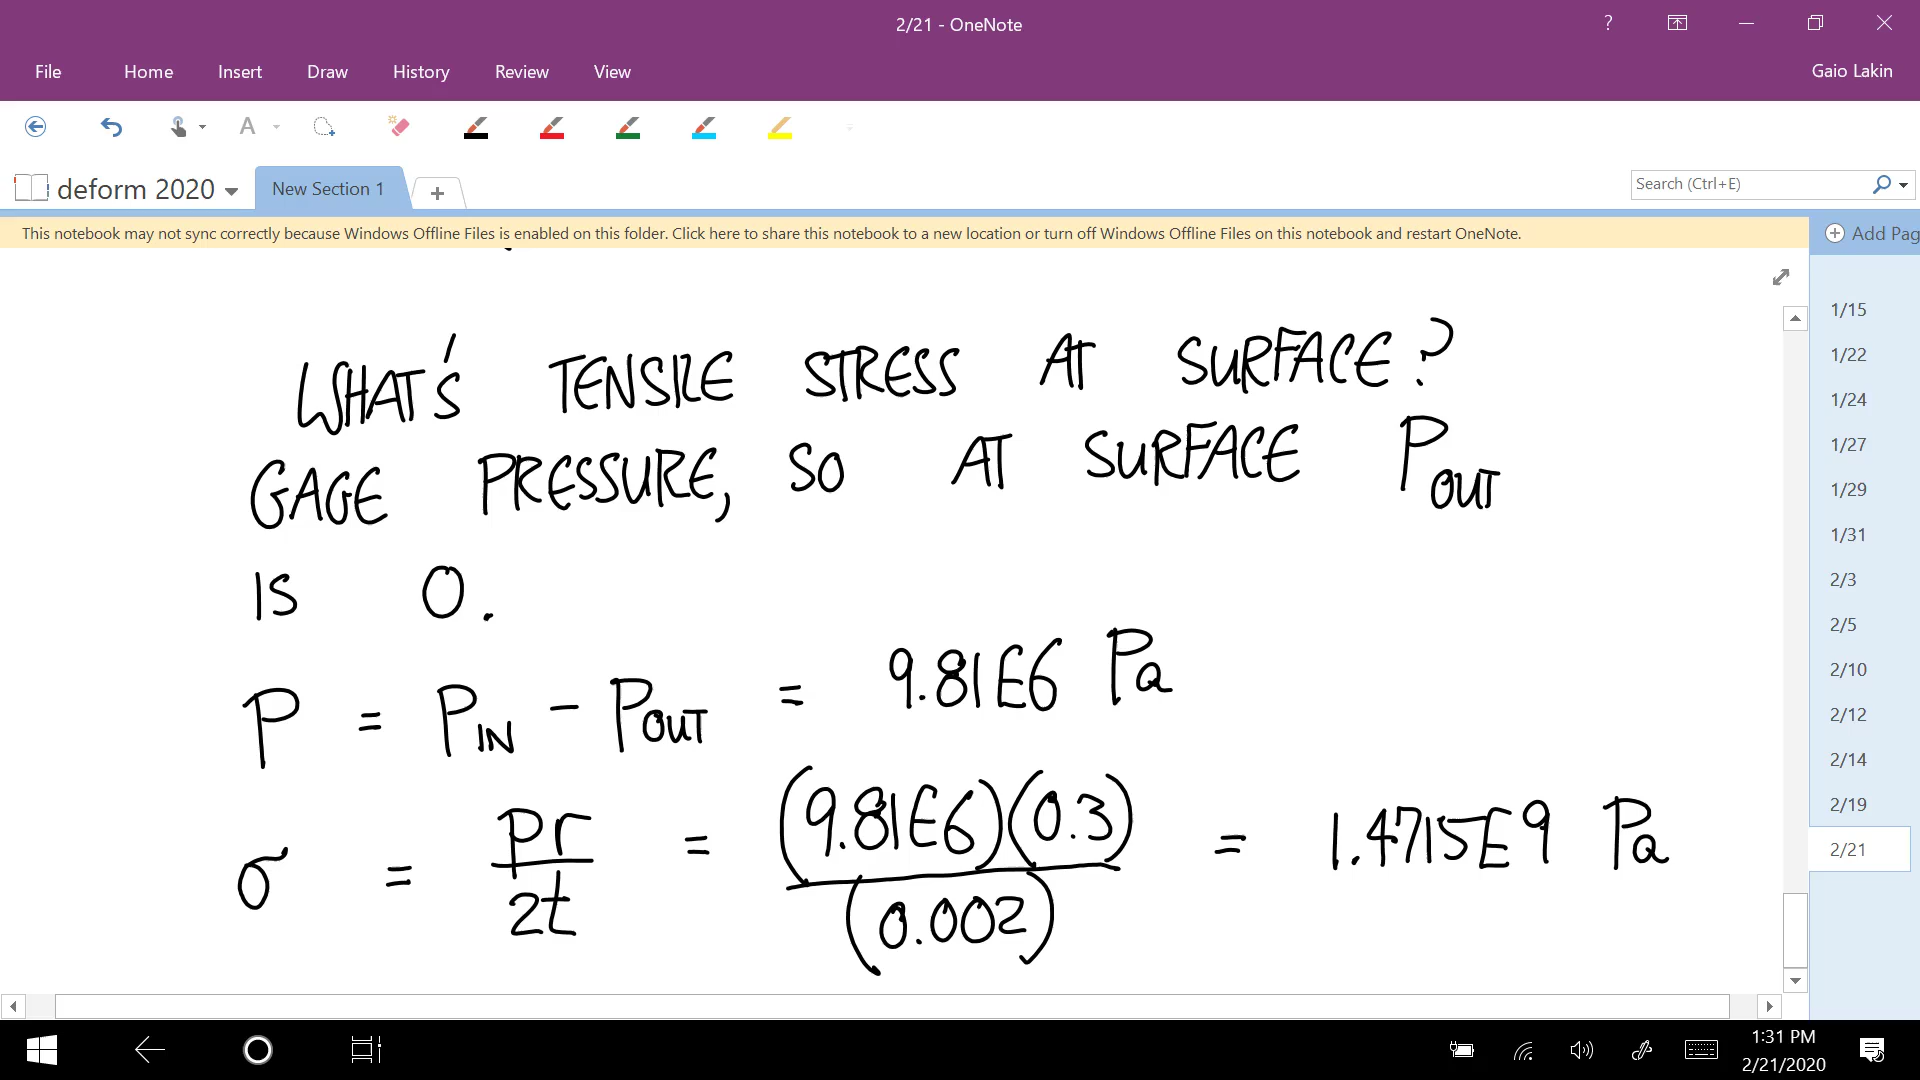 2/21 - OneNote
?
File Home Insert Draw History Review View
Gaio Lakin
A
deform 2020
New Section 1
+
Search (Ctrl+E)
This notebook may not sync correctly because Windows Offline Files is enabled on this folder. Click here to share this notebook to a new location or turn off Windows Offline Files on this notebook and restart OneNote.
Add Pag
WHAT'S TENSILE STRESS AT SURFACE?
GAGE PRESSURE, SO AT SURFACE P_OUT
IS 0.
P = P_IN - P_OUT = 9.81E6 Pa
σ = pr/2t = (9.81E6)(0.3)/(0.002) = 1.4715E9 Pa
1/15
1/22
1/24
1/27
1/29
1/31
2/3
2/5
2/10
2/12
2/14
2/19
2/21
1:31 PM
2/21/2020